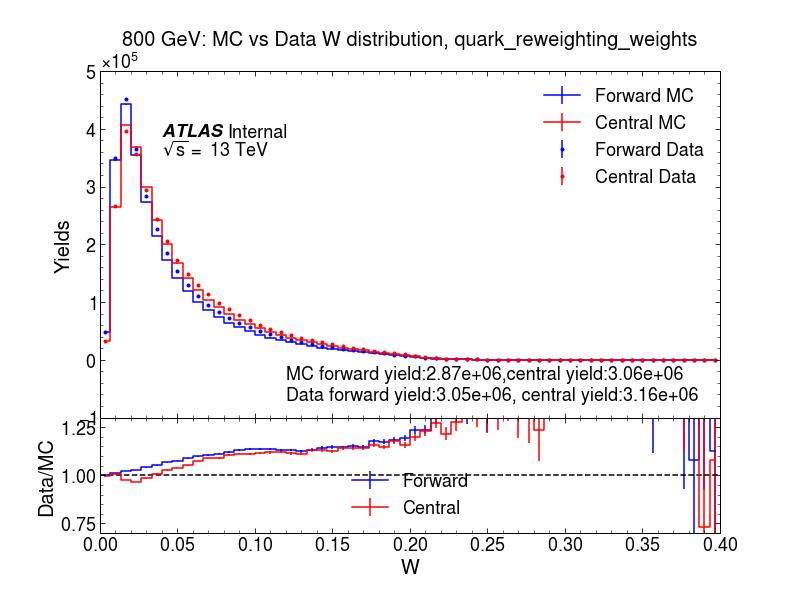 800 GeV: MC vs Data W distribution, quark_reweighting_weights
×10⁵
5
4
3
2
1
0
-1
Yields
ATLAS Internal
√s = 13 TeV
Forward MC
Central MC
Forward Data
Central Data
MC forward yield:2.87e+06,central yield:3.06e+06
Data forward yield:3.05e+06, central yield:3.16e+06
1.25
1.00
0.75
Data/MC
Forward
Central
0.00 0.05 0.10 0.15 0.20 0.25 0.30 0.35 0.40
W